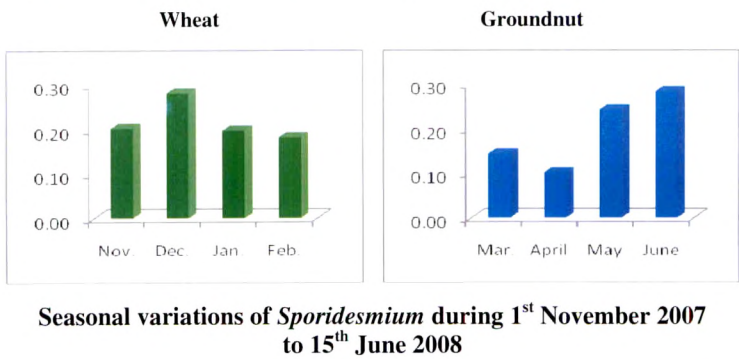 Wheat
0.30
0.20
0.10
0.00
Nov. Dec. Jan. Feb.
Groundnut
0.30
0.20
0.10
0.00
Mar. April May June
Seasonal variations of Sporidesmium during 1st November 2007
to 15th June 2008